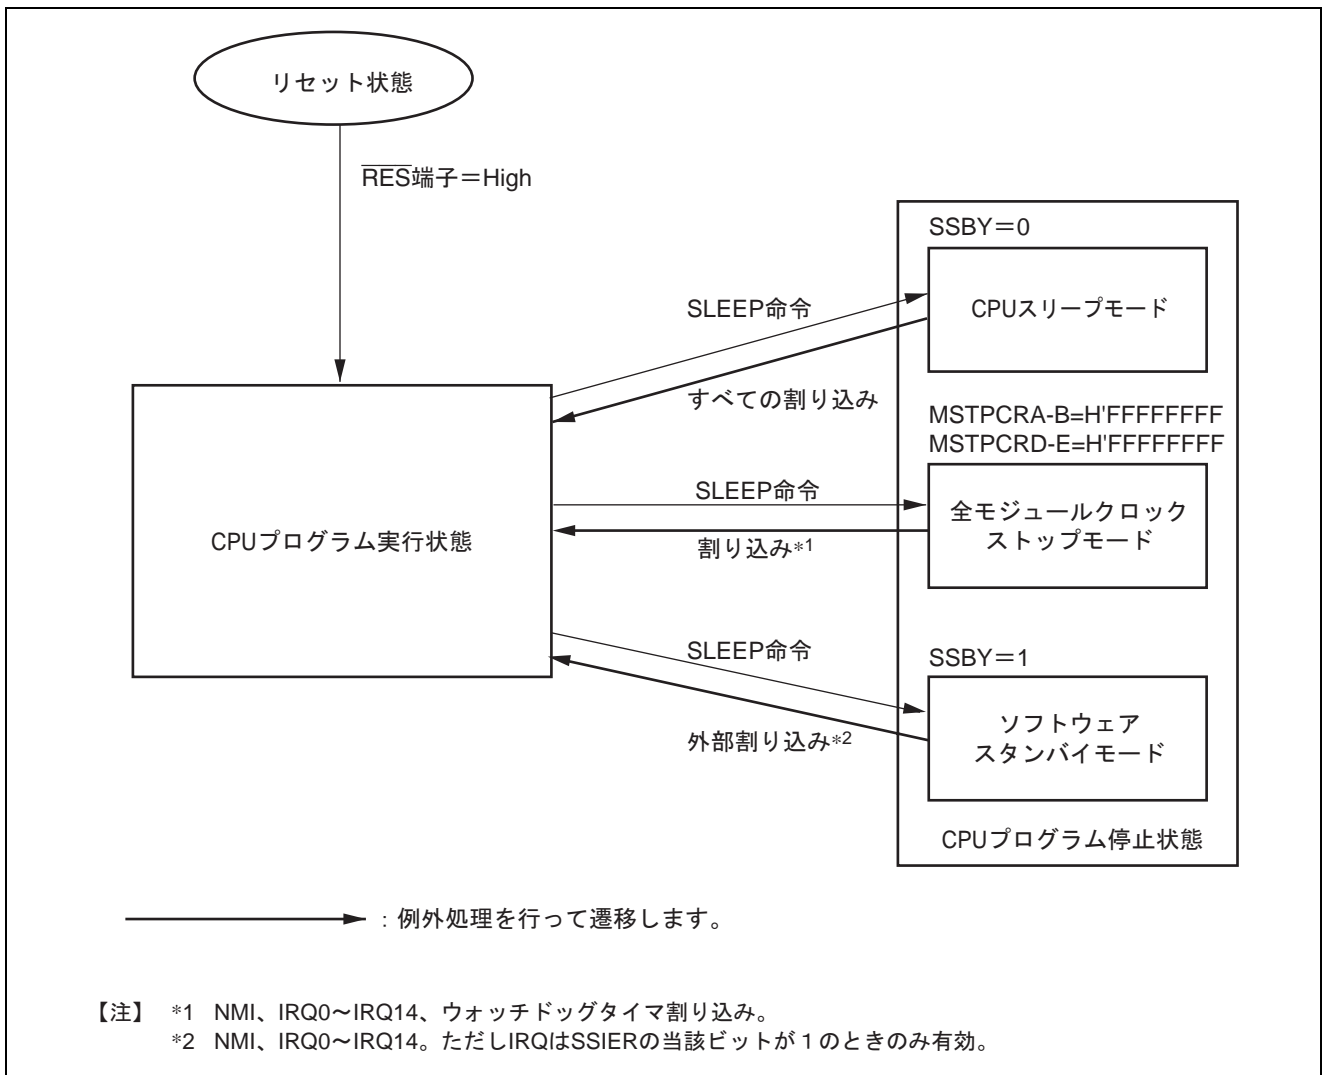 リセット状態
RES端子＝High
SSBY＝0
CPUスリープモード
SLEEP命令
すべての割り込み
MSTPCRA-B=H'FFFFFFFF
MSTPCRD-E=H'FFFFFFFF
SLEEP命令
全モジュールクロック
ストップモード
CPUプログラム実行状態
割り込み*1
SLEEP命令
SSBY＝1
ソフトウェア
スタンバイモード
外部割り込み*2
CPUプログラム停止状態
：例外処理を行って遷移します。
【注】 *1 NMI、IRQ0～IRQ14、ウォッチドッグタイマ割り込み。
*2 NMI、IRQ0～IRQ14。ただしIRQはSSIERの当該ビットが１のときのみ有効。